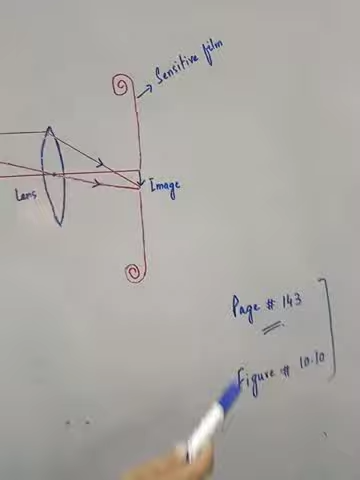 Sensitive film
Image
Lens
Page # 143
Figure # 10.10